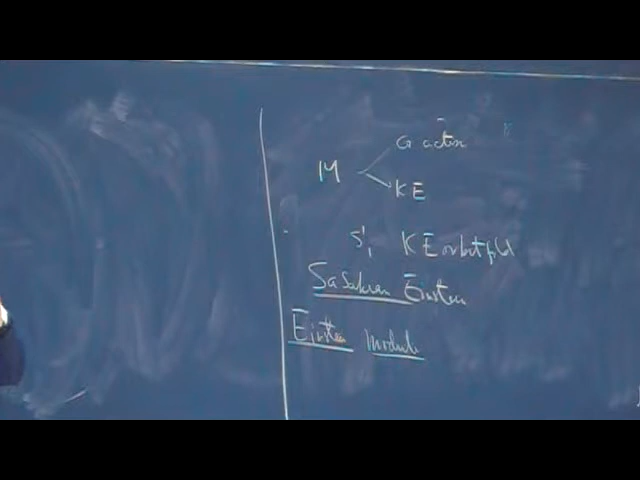 G action
M
KE
S¹, KE orbifold
Sasakian Einstein
Einstein Moduli